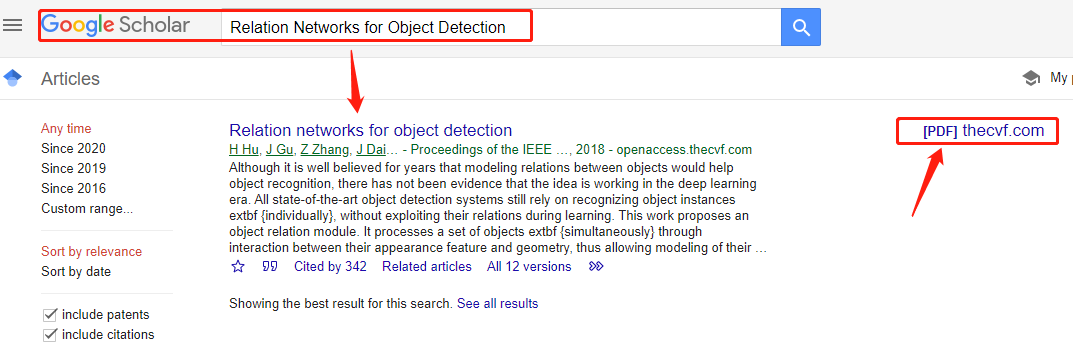 Google Scholar
Relation Networks for Object Detection
Articles
My
Any time
Since 2020
Since 2019
Since 2016
Custom range...
Sort by relevance
Sort by date
include patents
include citations
Relation networks for object detection
H Hu, J Gu, Z Zhang, J Dai... - Proceedings of the IEEE …, 2018 - openaccess.thecvf.com
Although it is well believed for years that modeling relations between objects would help
object recognition, there has not been evidence that the idea is working in the deep learning
era. All state-of-the-art object detection systems still rely on recognizing object instances
extbf {individually}, without exploiting their relations during learning. This work proposes an
object relation module. It processes a set of objects extbf {simultaneously} through
interaction between their appearance feature and geometry, thus allowing modeling of their …
Cited by 342 Related articles All 12 versions
Showing the best result for this search. See all results
[PDF] thecvf.com